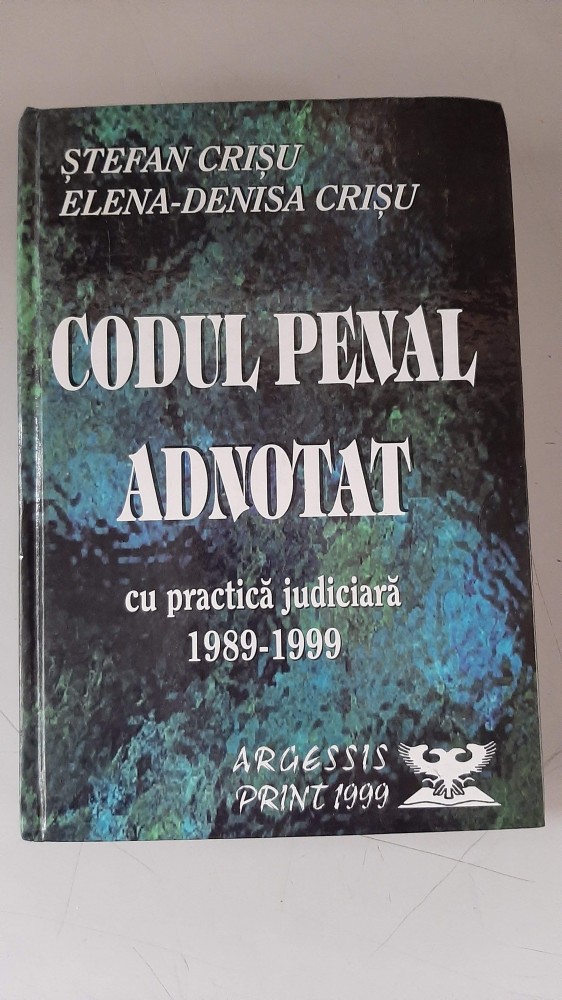 ȘTEFAN CRIȘU
ELENA-DENISA CRIȘU
CODUL PENAL
ADNOTAT
cu practică judiciară
1989-1999
ARGESSIS
PRINT 1999